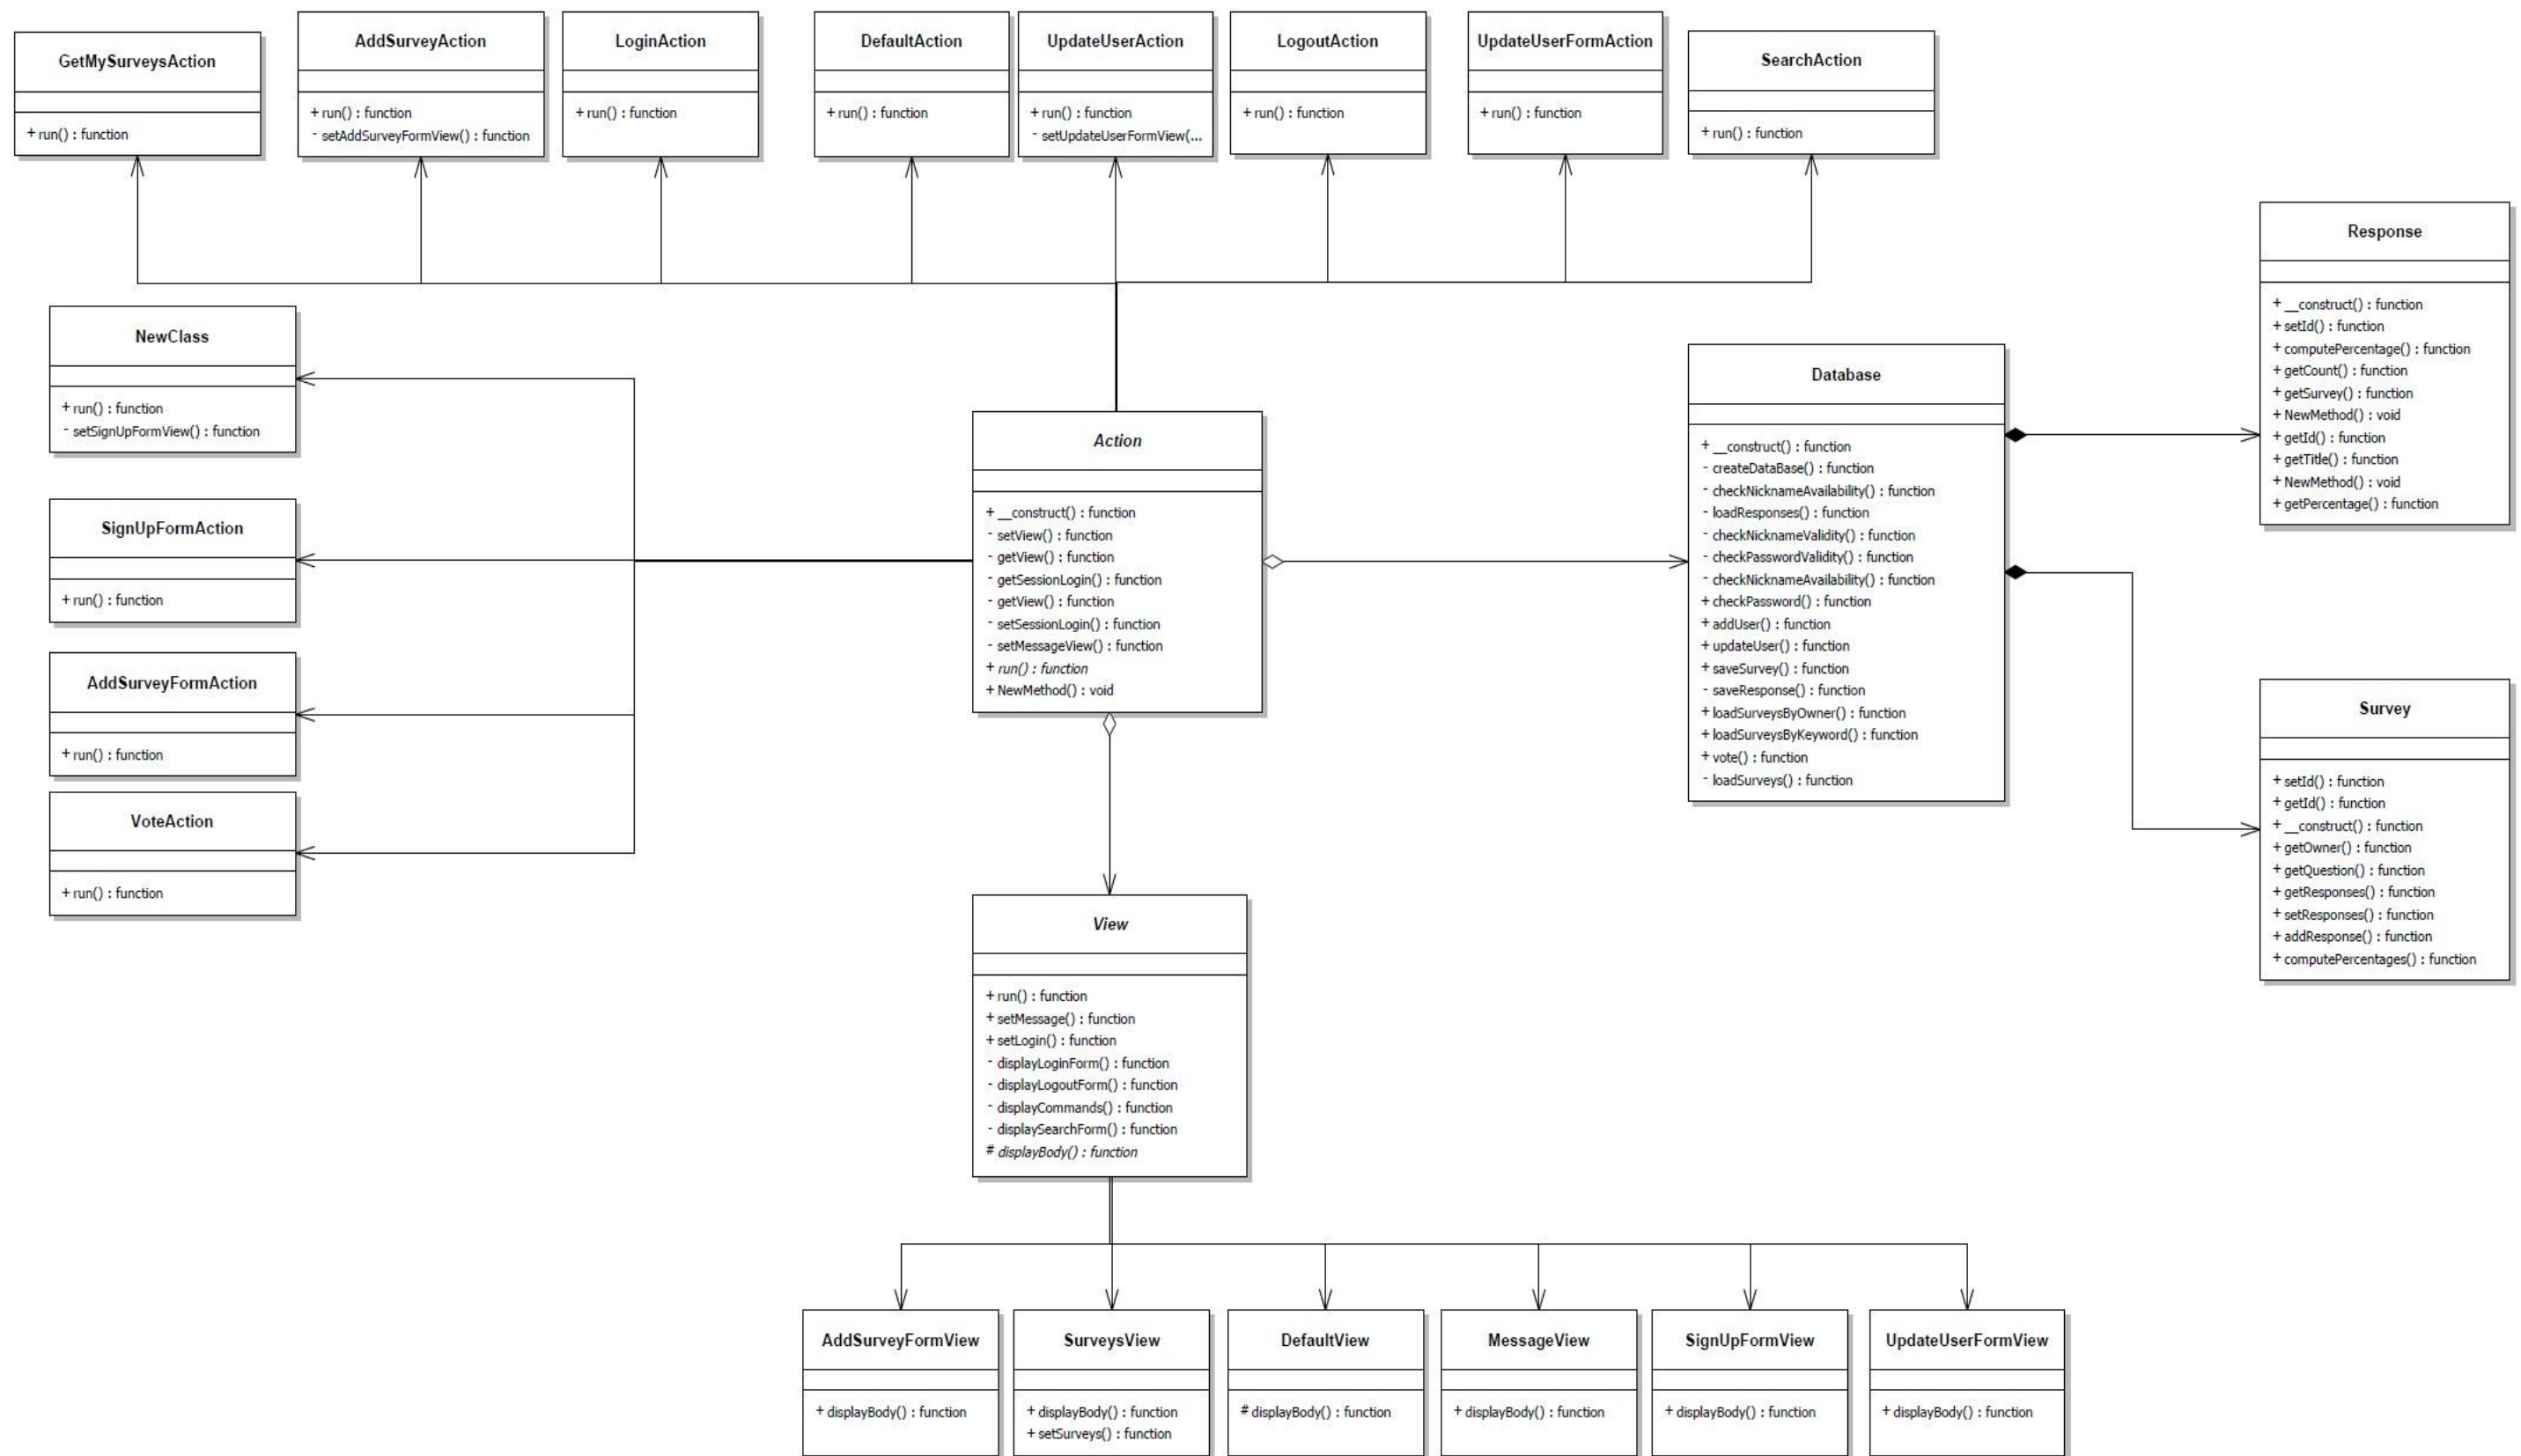 GetMySurveysAction
+ run() : function
AddSurveyAction
+ run() : function
- setAddSurveyFormView() : function
LoginAction
+ run() : function
DefaultAction
+ run() : function
UpdateUserAction
+ run() : function
- setUpdateUserFormView(...
LogoutAction
+ run() : function
UpdateUserFormAction
+ run() : function
SearchAction
+ run() : function
NewClass
+ run() : function
- setSignUpFormView() : function
SignUpFormAction
+ run() : function
AddSurveyFormAction
+ run() : function
VoteAction
+ run() : function
Action
+ __construct() : function
- setView() : function
- getView() : function
- getSessionLogin() : function
- getView() : function
- setSessionLogin() : function
- setMessageView() : function
+ run() : function
+ NewMethod() : void
Database
+ __construct() : function
- createDataBase() : function
- checkNicknameAvailability() : function
- loadResponses() : function
- checkNicknameValidity() : function
- checkPasswordValidity() : function
- checkNicknameAvailability() : function
+ checkPassword() : function
+ addUser() : function
+ updateUser() : function
+ saveSurvey() : function
- saveResponse() : function
+ loadSurveysByOwner() : function
+ loadSurveysByKeyword() : function
+ vote() : function
- loadSurveys() : function
Response
+ __construct() : function
+ setId() : function
+ computePercentage() : function
+ getCount() : function
+ getSurvey() : function
+ NewMethod() : void
+ getId() : function
+ getTitle() : function
+ NewMethod() : void
+ getPercentage() : function
Survey
+ setId() : function
+ getId() : function
+ __construct() : function
+ getOwner() : function
+ getQuestion() : function
+ getResponses() : function
+ setResponses() : function
+ addResponse() : function
+ computePercentages() : function
View
+ run() : function
+ setMessage() : function
+ setLogin() : function
- displayLoginForm() : function
- displayLogoutForm() : function
- displayCommands() : function
- displaySearchForm() : function
# displayBody() : function
AddSurveyFormView
+ displayBody() : function
SurveysView
+ displayBody() : function
+ setSurveys() : function
DefaultView
# displayBody() : function
MessageView
+ displayBody() : function
SignUpFormView
+ displayBody() : function
UpdateUserFormView
+ displayBody() : function